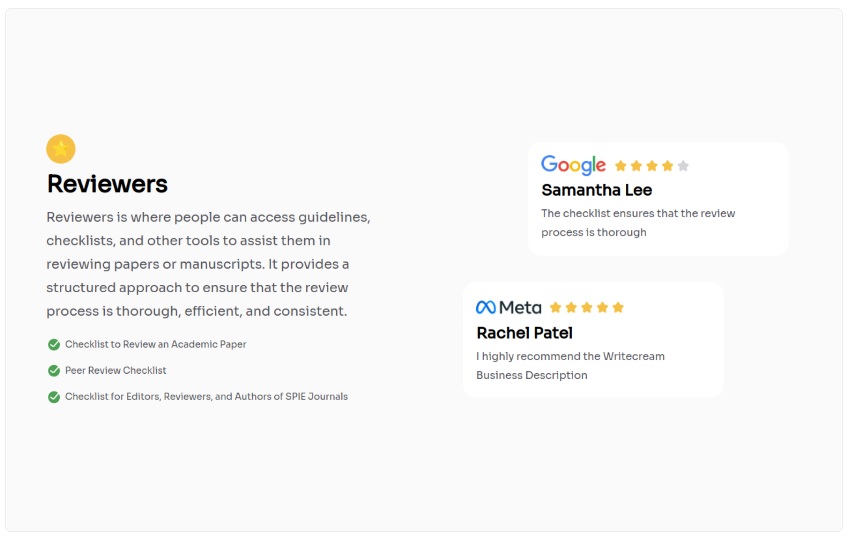 Reviewers
Reviewers is where people can access guidelines,
checklists, and other tools to assist them in
reviewing papers or manuscripts. It provides a
structured approach to ensure that the review
process is thorough, efficient, and consistent.
Checklist to Review an Academic Paper
Peer Review Checklist
Checklist for Editors, Reviewers, and Authors of SPIE Journals
Google
Samantha Lee
The checklist ensures that the review
process is thorough
Meta
Rachel Patel
I highly recommend the Writecream
Business Description